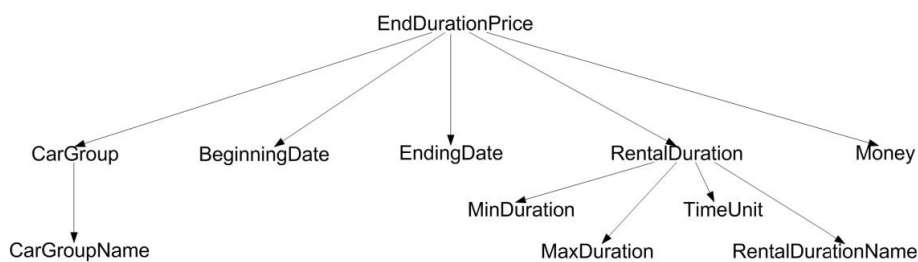 EndDurationPrice
CarGroup BeginningDate EndingDate RentalDuration Money
MinDuration TimeUnit
CarGroupName MaxDuration RentalDurationName